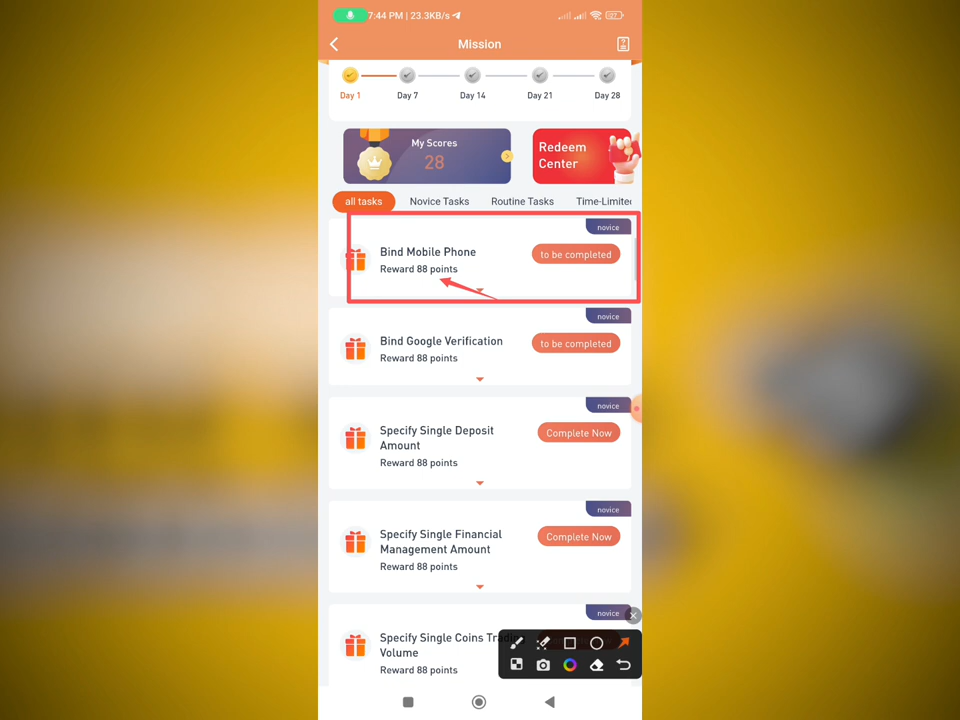 7:44 PM | 23.3KB/s
Mission
Day 1
Day 7
Day 14
Day 21
Day 28
My Scores
28
Redeem
Center
all tasks
Novice Tasks
Routine Tasks
Time-Limited
novice
Bind Mobile Phone
to be completed
Reward 88 points
novice
Bind Google Verification
to be completed
Reward 88 points
novice
Specify Single Deposit
Amount
Complete Now
Reward 88 points
novice
Specify Single Financial
Management Amount
Complete Now
Reward 88 points
novice
Specify Single Coins Trading
Volume
Reward 88 points